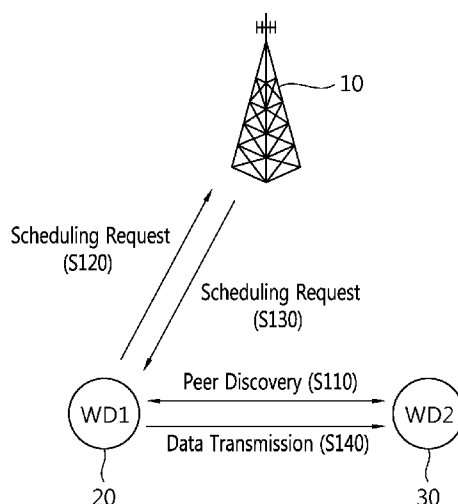 10
Scheduling Request
(S120)
Scheduling Request
(S130)
Peer Discovery (S110)
WD1
WD2
Data Transmission (S140)
20
30